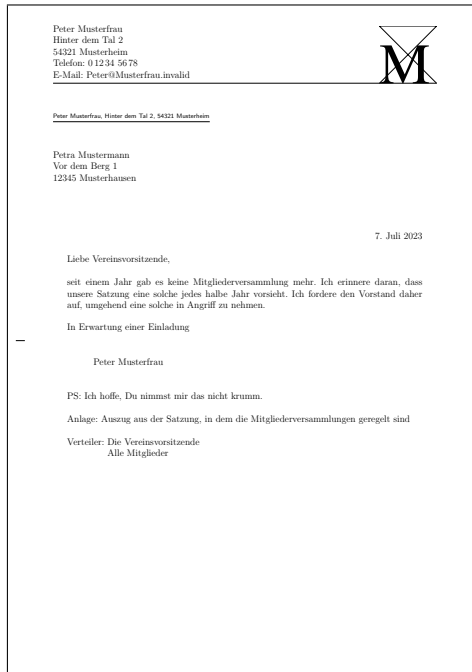 Peter Musterfrau
Hinter dem Tal 2
54321 Musterheim
Telefon: 0 12 34 56 78
E-Mail: Peter@Musterfrau.invalid
M
Peter Musterfrau, Hinter dem Tal 2, 54321 Musterheim
Petra Mustermann
Vor dem Berg 1
12345 Musterhausen
7. Juli 2023
Liebe Vereinsvorsitzende,
seit einem Jahr gab es keine Mitgliederversammlung mehr. Ich erinnere daran, dass
unsere Satzung eine solche jedes halbe Jahr vorsieht. Ich fordere den Vorstand daher
auf, umgehend eine solche in Angriff zu nehmen.
In Erwartung einer Einladung
Peter Musterfrau
PS: Ich hoffe, Du nimmst mir das nicht krumm.
Anlage: Auszug aus der Satzung, in dem die Mitgliederversammlungen geregelt sind
Verteiler: Die Vereinsvorsitzende
Alle Mitglieder